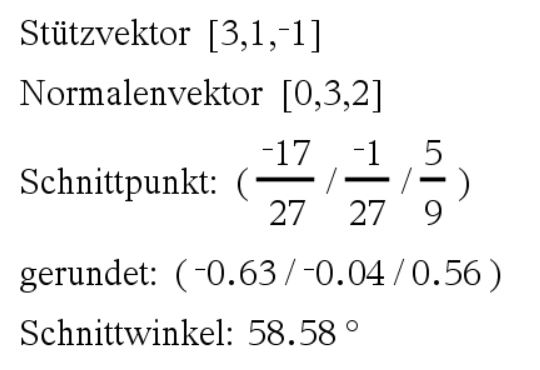 Stützvektor [3,1,⁻1]
Normalenvektor [0,3,2]
Schnittpunkt: ( ⁻17/27 / ⁻1/27 / 5/9 )
gerundet: ( ⁻0.63 / ⁻0.04 / 0.56 )
Schnittwinkel: 58.58 °